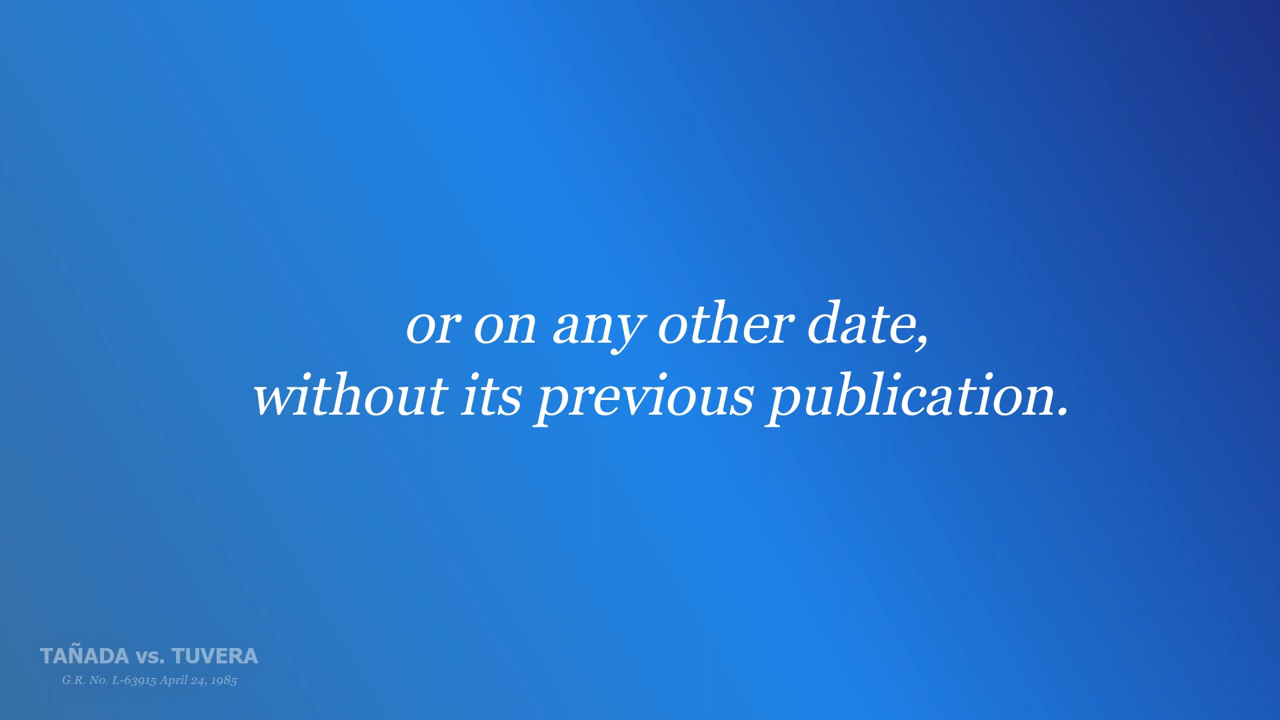 or on any other date,
without its previous publication.
TAÑADA vs. TUVERA
G.R. No. L-63915 April 24, 1985